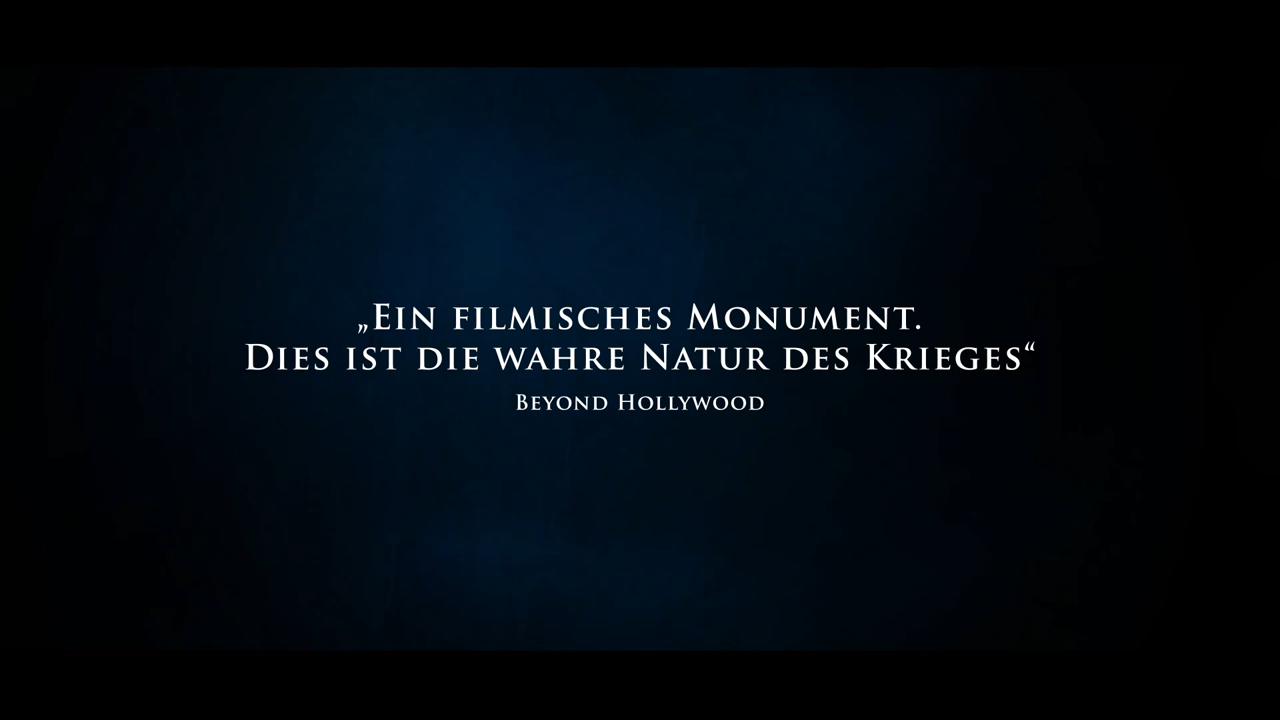 „Ein filmisches Monument.
Dies ist die wahre Natur des Krieges“
Beyond Hollywood